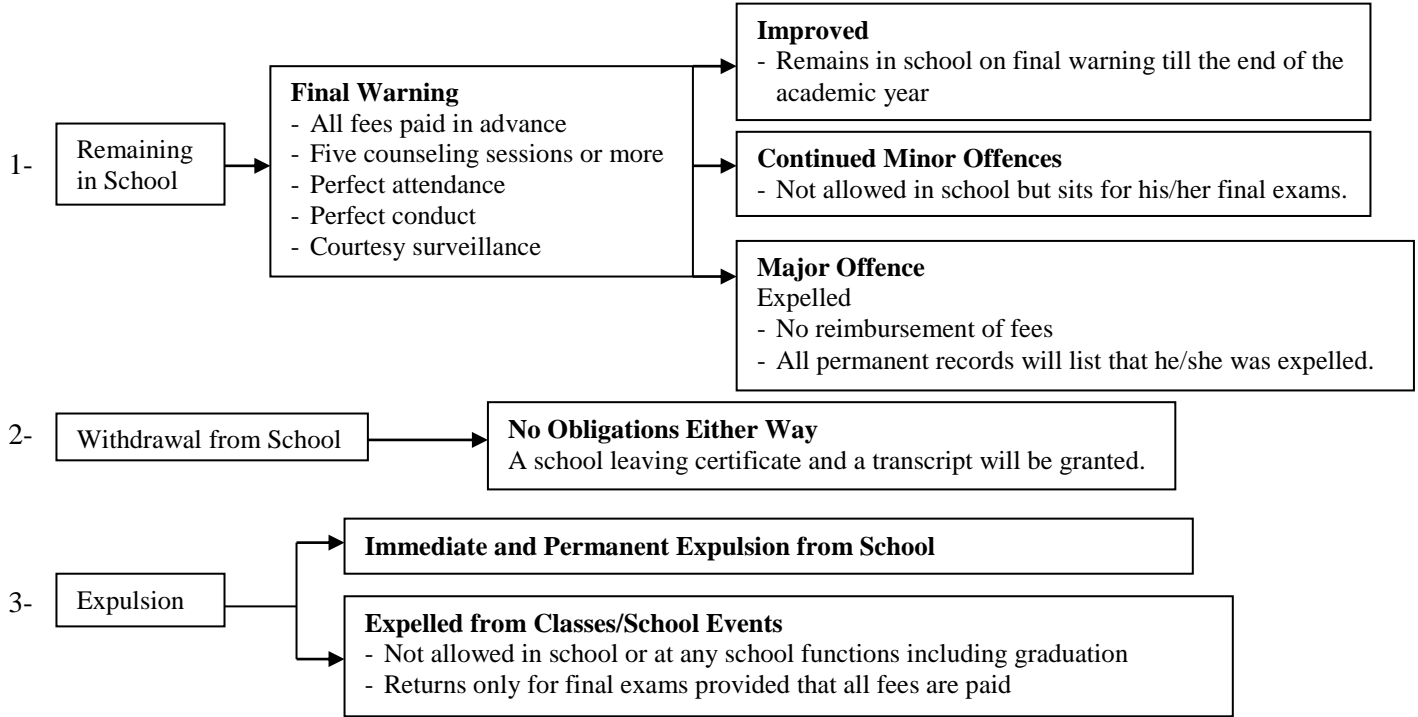 1-
Remaining
in School
Final Warning
- All fees paid in advance
- Five counseling sessions or more
- Perfect attendance
- Perfect conduct
- Courtesy surveillance
Improved
- Remains in school on final warning till the end of the
academic year
Continued Minor Offences
- Not allowed in school but sits for his/her final exams.
Major Offence
Expelled
- No reimbursement of fees
- All permanent records will list that he/she was expelled.
2-
Withdrawal from School
No Obligations Either Way
A school leaving certificate and a transcript will be granted.
3-
Expulsion
Immediate and Permanent Expulsion from School
Expelled from Classes/School Events
- Not allowed in school or at any school functions including graduation
- Returns only for final exams provided that all fees are paid